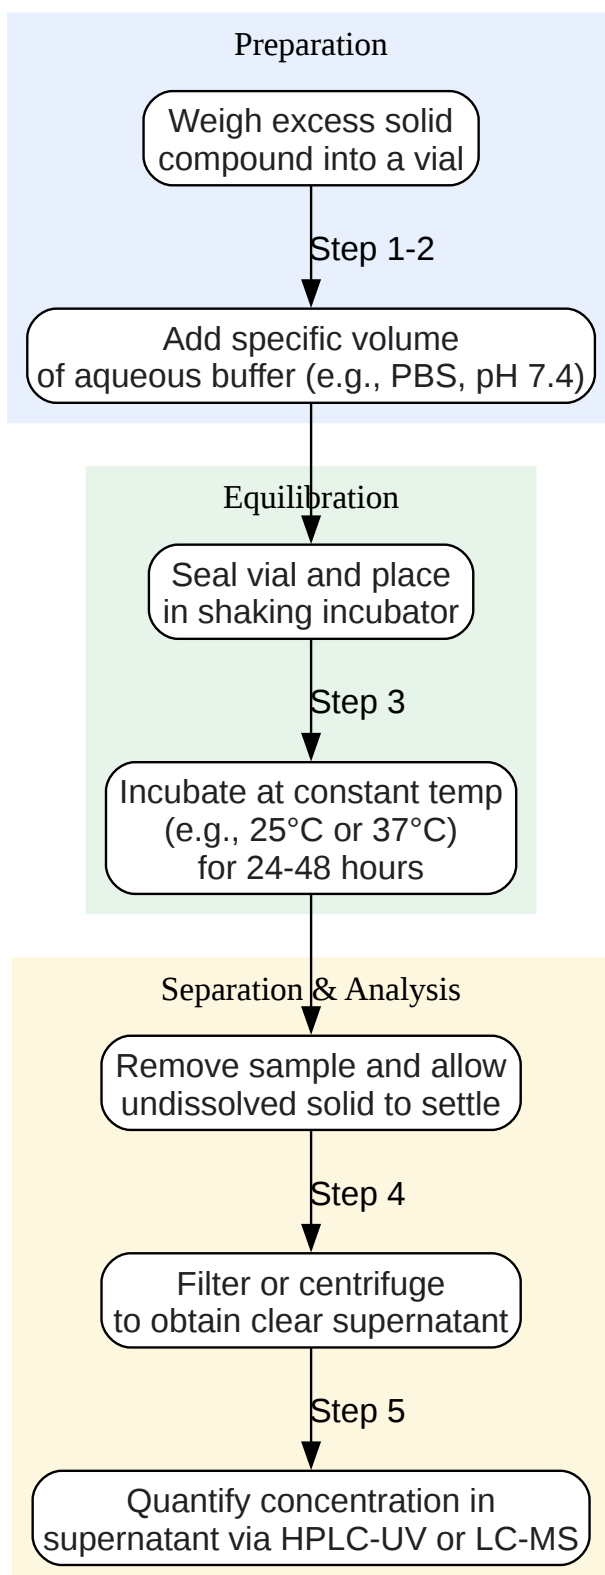 Preparation
Weigh excess solid
compound into a vial
Step 1-2
Add specific volume
of aqueous buffer (e.g., PBS, pH 7.4)
Equilibration
Seal vial and place
in shaking incubator
Step 3
Incubate at constant temp
(e.g., 25°C or 37°C)
for 24-48 hours
Separation & Analysis
Remove sample and allow
undissolved solid to settle
Step 4
Filter or centrifuge
to obtain clear supernatant
Step 5
Quantify concentration in
supernatant via HPLC-UV or LC-MS